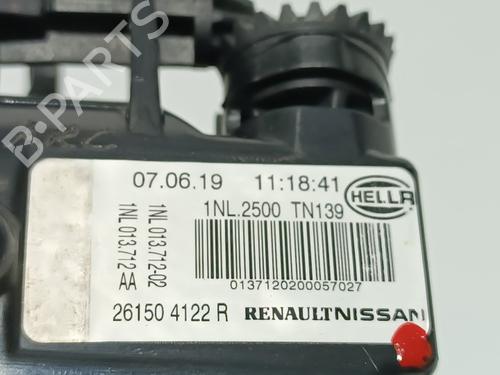 B-PARTS
07.06.19 11:18:41
HELLA
1NL.2500 TN139
1NL 013.712-02
1NL 013.712
AA
0137120200057027
26150 4122 R RENAULTNISSAN